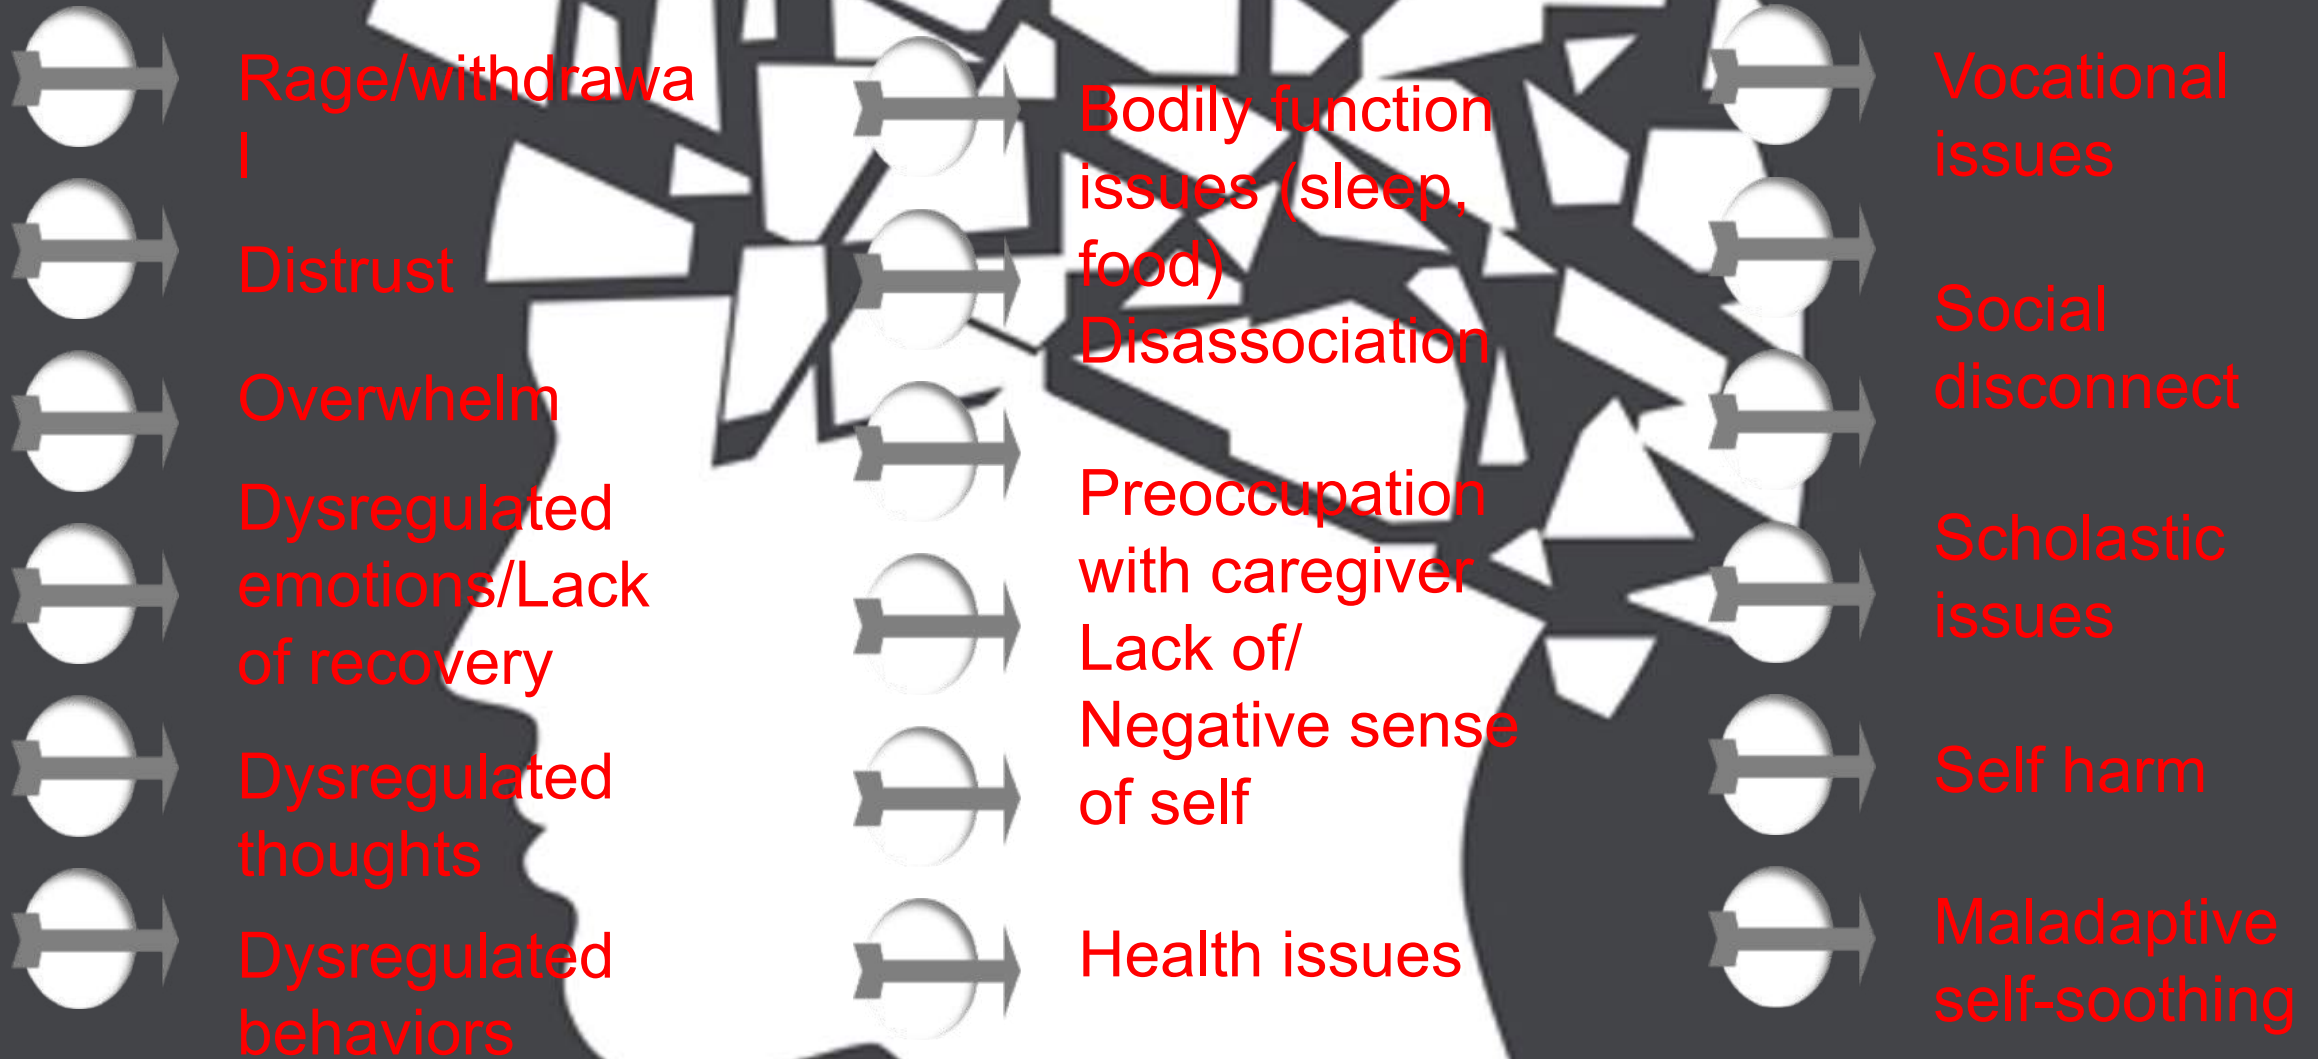 Rage/withdrawa
l
Distrust
Overwhelm
Dysregulated
emotions/Lack
of recovery
Dysregulated
thoughts
Dysregulated
behaviors
Bodily function
issues (sleep,
food)
Disassociation
Preoccupation
with caregiver
Lack of/
Negative sense
of self
Health issues
Vocational
issues
Social
disconnect
Scholastic
issues
Self harm
Maladaptive
self-soothing